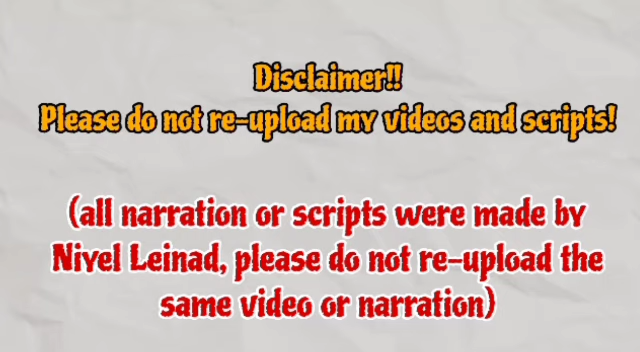 Disclaimer!!
Please do not re-upload my videos and scripts!
(all narration or scripts were made by
Niyel Leinad, please do not re-upload the
same video or narration)